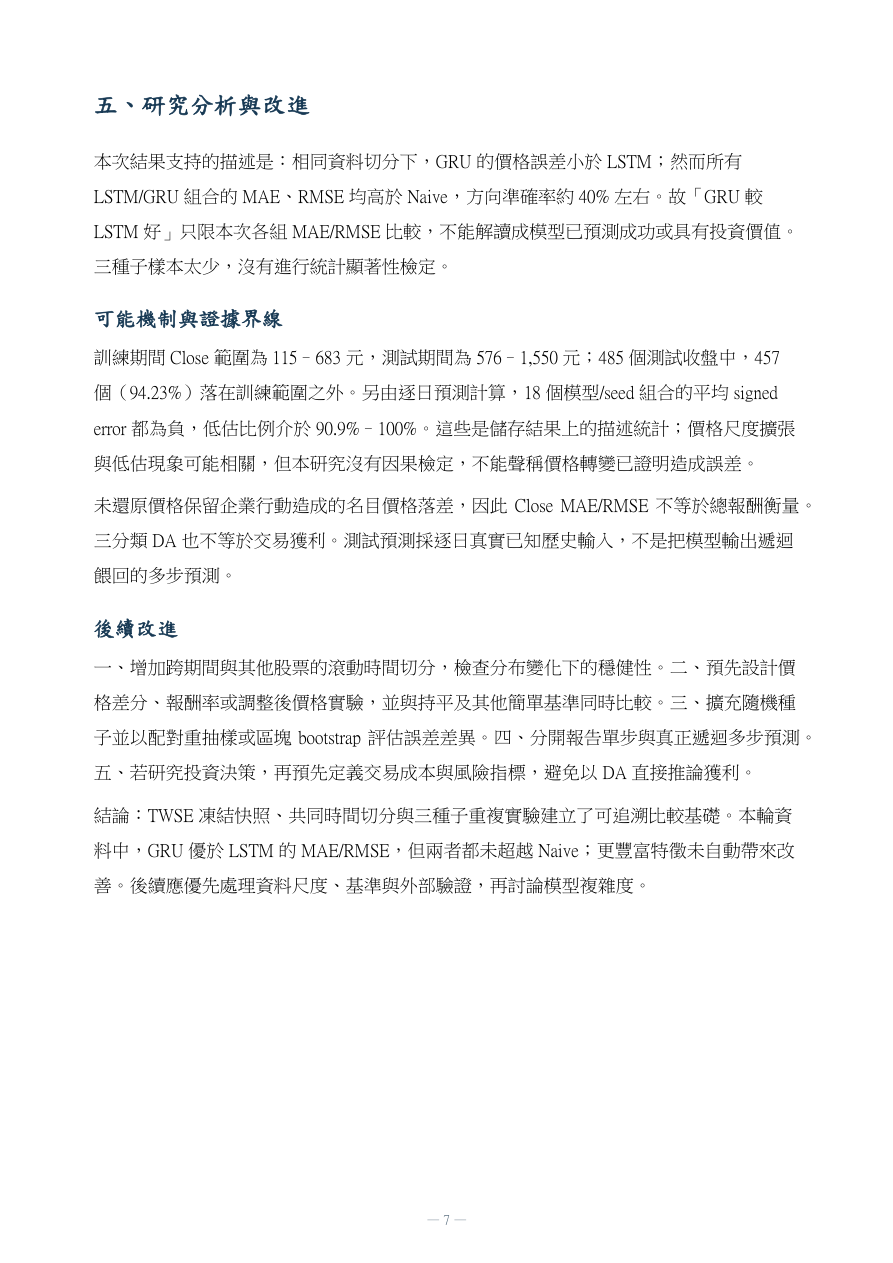 五、研究分析與改進
本次結果支持的描述是：相同資料切分下，GRU 的價格誤差小於 LSTM；然而所有
LSTM/GRU 組合的 MAE、RMSE 均高於 Naive，方向準確率約 40% 左右。故「GRU 較
LSTM 好」只限本次各組 MAE/RMSE 比較，不能解讀成模型已預測成功或具有投資價值。
三種子樣本太少，沒有進行統計顯著性檢定。
可能機制與證據界線
訓練期間 Close 範圍為 115–683 元，測試期間為 576–1,550 元；485 個測試收盤中，457
個（94.23%）落在訓練範圍之外。另由逐日預測計算，18 個模型/seed 組合的平均 signed
error 都為負，低估比例介於 90.9%–100%。這些是儲存結果上的描述統計；價格尺度擴張
與低估現象可能相關，但本研究沒有因果檢定，不能聲稱價格轉變已證明造成誤差。
未還原價格保留企業行動造成的名目價格落差，因此 Close MAE/RMSE 不等於總報酬衡量。
三分類 DA 也不等於交易獲利。測試預測採逐日真實已知歷史輸入，不是把模型輸出遞迴
餵回的多步預測。
後續改進
一、增加跨期間與其他股票的滾動時間切分，檢查分布變化下的穩健性。二、預先設計價
格差分、報酬率或調整後價格實驗，並與持平及其他簡單基準同時比較。三、擴充隨機種
子並以配對重抽樣或區塊 bootstrap 評估誤差差異。四、分開報告單步與真正遞迴多步預測。
五、若研究投資決策，再預先定義交易成本與風險指標，避免以 DA 直接推論獲利。
結論：TWSE 凍結快照、共同時間切分與三種子重複實驗建立了可追溯比較基礎。本輪資
料中，GRU 優於 LSTM 的 MAE/RMSE，但兩者都未超越 Naive；更豐富特徵未自動帶來改
善。後續應優先處理資料尺度、基準與外部驗證，再討論模型複雜度。
— 7 —